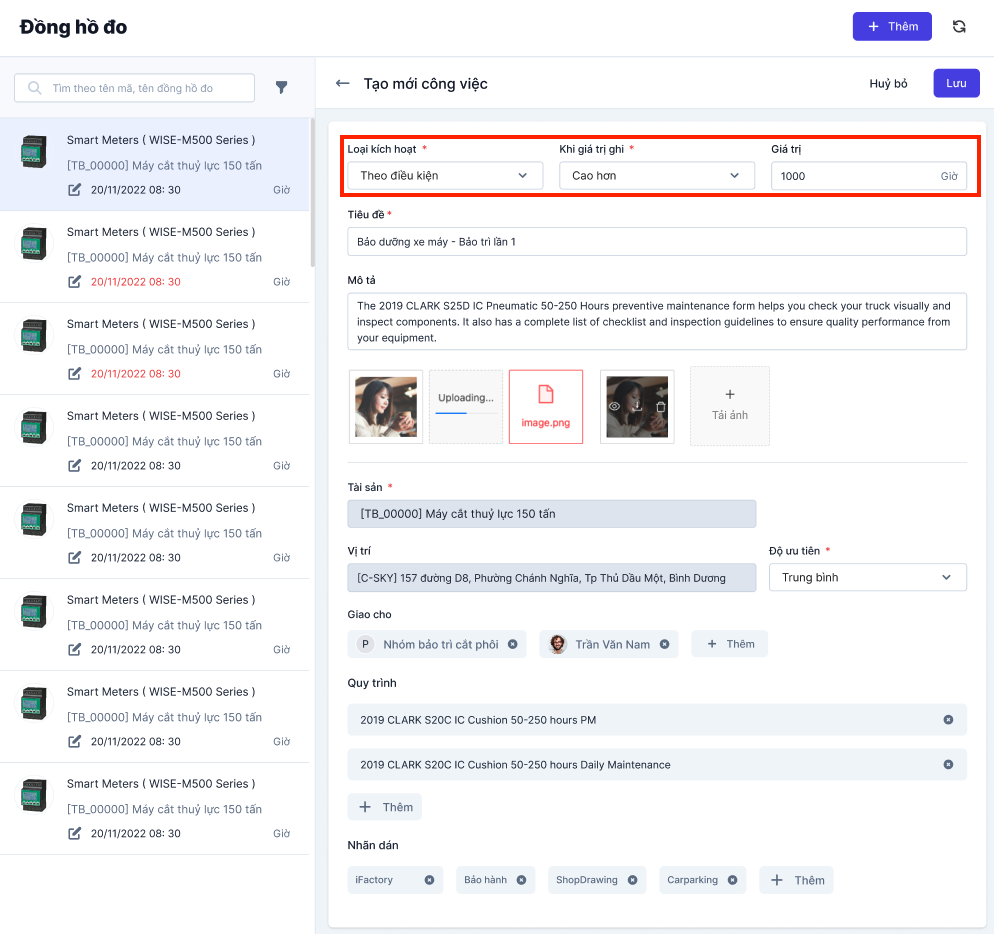 Đồng hồ đo
Thêm
Tìm theo tên mã, tên đồng hồ đo
Smart Meters ( WISE-M500 Series )
[TB_00000] Máy cắt thuỷ lực 150 tấn
20/11/2022 08: 30 Giờ
Smart Meters ( WISE-M500 Series )
[TB_00000] Máy cắt thuỷ lực 150 tấn
20/11/2022 08: 30 Giờ
Smart Meters ( WISE-M500 Series )
[TB_00000] Máy cắt thuỷ lực 150 tấn
20/11/2022 08: 30 Giờ
Smart Meters ( WISE-M500 Series )
[TB_00000] Máy cắt thuỷ lực 150 tấn
20/11/2022 08: 30 Giờ
Smart Meters ( WISE-M500 Series )
[TB_00000] Máy cắt thuỷ lực 150 tấn
20/11/2022 08: 30 Giờ
Smart Meters ( WISE-M500 Series )
[TB_00000] Máy cắt thuỷ lực 150 tấn
20/11/2022 08: 30 Giờ
Smart Meters ( WISE-M500 Series )
[TB_00000] Máy cắt thuỷ lực 150 tấn
20/11/2022 08: 30 Giờ
Smart Meters ( WISE-M500 Series )
[TB_00000] Máy cắt thuỷ lực 150 tấn
20/11/2022 08: 30 Giờ
Tạo mới công việc
Huỷ bỏ
Lưu
Loại kích hoạt * Khi giá trị ghi * Giá trị
Theo điều kiện Cao hơn 1000 Giờ
Tiêu đề *
Bảo dưỡng xe máy - Bảo trì lần 1
Mô tả
The 2019 CLARK S25D IC Pneumatic 50-250 Hours preventive maintenance form helps you check your truck visually and
inspect components. It also has a complete list of checklist and inspection guidelines to ensure quality performance from
your equipment.
Uploading...
image.png
Tải ảnh
Tài sản *
[TB_00000] Máy cắt thuỷ lực 150 tấn
Vị trí Độ ưu tiên *
[C-SKY] 157 đường D8, Phường Chánh Nghĩa, Tp Thủ Dầu Một, Bình Dương Trung bình
Giao cho
P Nhóm bảo trì cắt phôi Trần Văn Nam Thêm
Quy trình
2019 CLARK S20C IC Cushion 50-250 hours PM
2019 CLARK S20C IC Cushion 50-250 hours Daily Maintenance
Thêm
Nhãn dán
iFactory Bảo hành ShopDrawing Carparking Thêm